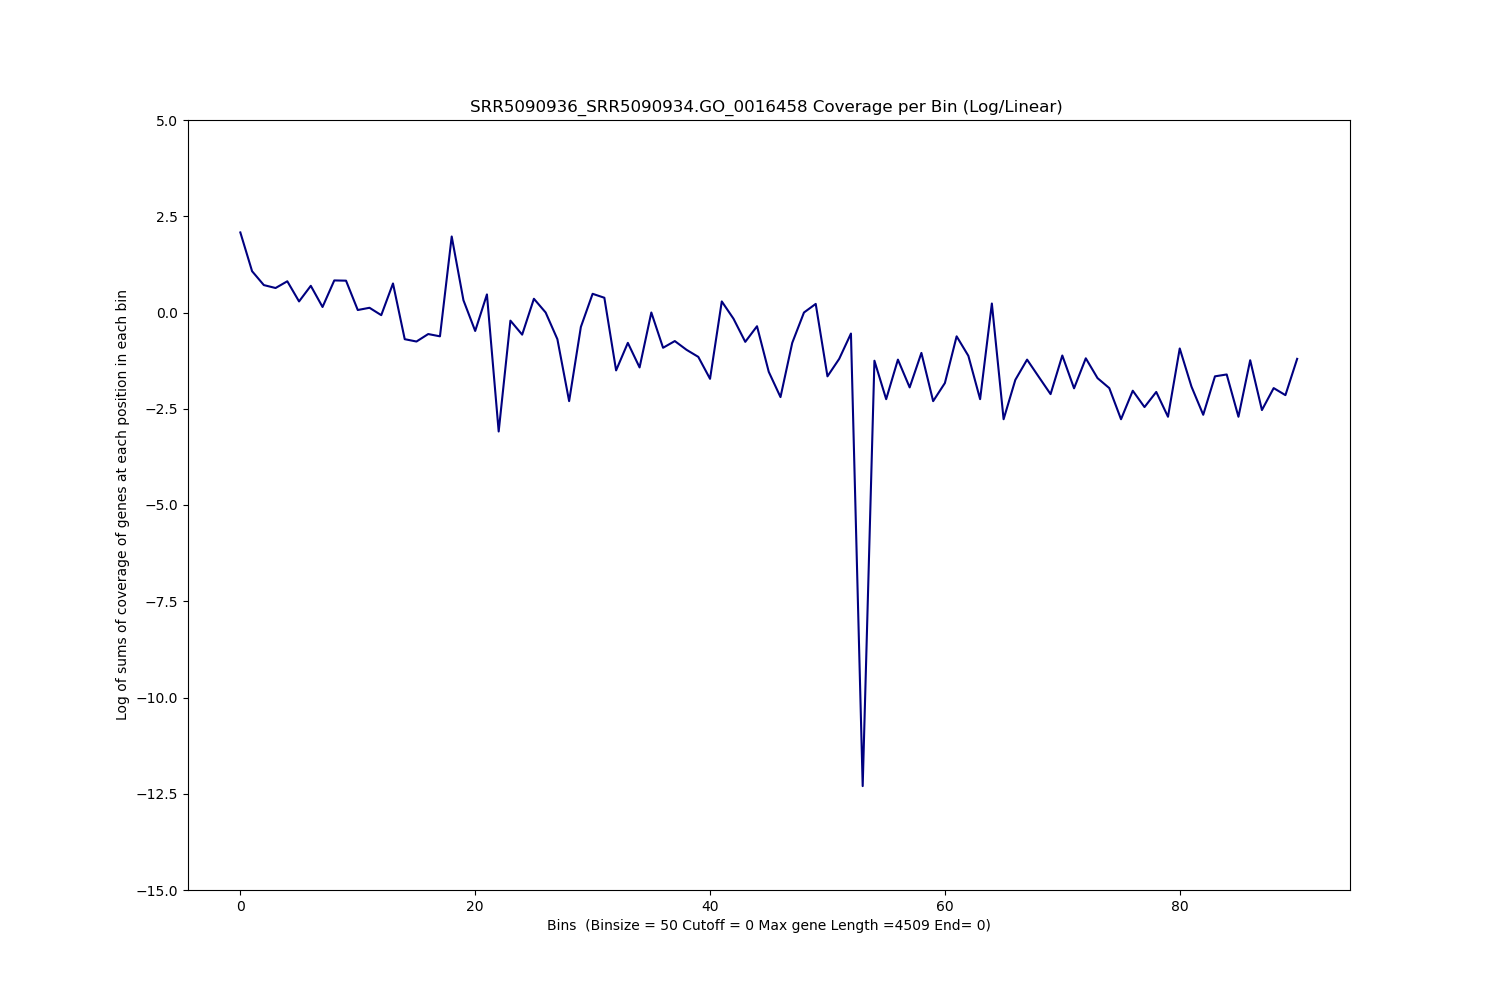 SRR5090936_SRR5090934.GO_0016458 Coverage per Bin (Log/Linear)
Log of sums of coverage of genes at each position in each bin
5.0
2.5
0.0
−2.5
−5.0
−7.5
−10.0
−12.5
−15.0
0 20 40 60 80
Bins  (Binsize = 50 Cutoff = 0 Max gene Length =4509 End= 0)